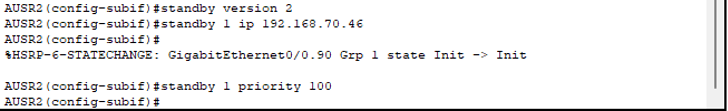 AUSR2(config-subif)#standby version 2
AUSR2(config-subif)#standby 1 ip 192.168.70.46
AUSR2(config-subif)#
%HSRP-6-STATECHANGE: GigabitEthernet0/0.90 Grp 1 state Init -> Init
AUSR2(config-subif)#standby 1 priority 100
AUSR2(config-subif)#